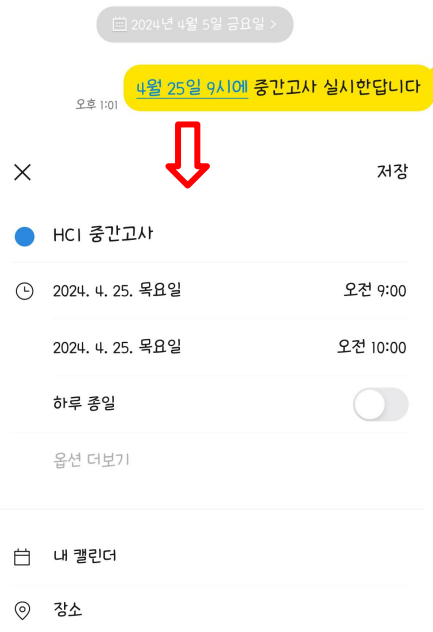 2024년 4월 5일 금요일 >
4월 25일 9시에 중간고사 실시한답니다
오후 1:01
저장
HCI 중간고사
2024. 4. 25. 목요일 오전 9:00
2024. 4. 25. 목요일 오전 10:00
하루 종일
옵션 더보기
내 캘린더
장소